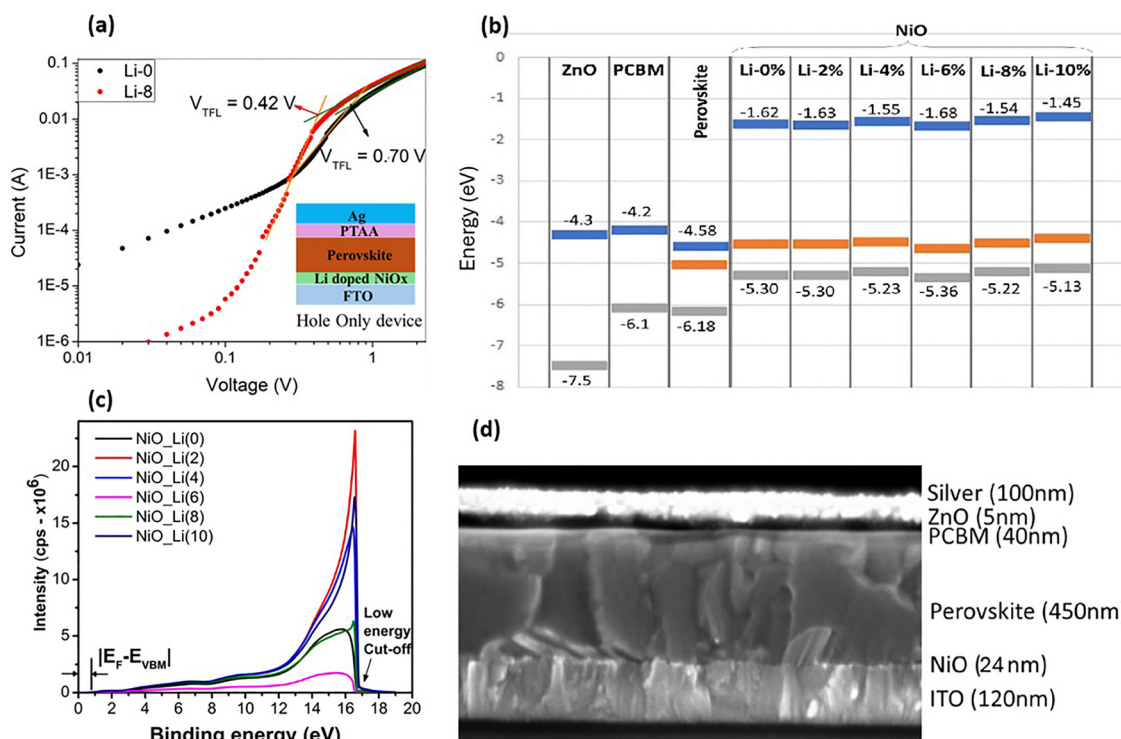 (a)
Li-0
Li-8
V TFL = 0.42 V
V TFL = 0.70 V
Current (A)
0.1
0.01
1E-3
1E-4
1E-5
1E-6
0.01
0.1
1
Voltage (V)
Ag
PTAA
Perovskite
Li doped NiOx
FTO
Hole Only device
(b)
NiO
ZnO
PCBM
Perovskite
Li-0%
Li-2%
Li-4%
Li-6%
Li-8%
Li-10%
Energy (eV)
-0
-1
-2
-3
-4
-5
-6
-7
-8
-4.3
-7.5
-4.2
-6.1
-4.58
-6.18
-1.62
-5.30
-1.63
-5.30
-1.55
-5.23
-1.68
-5.36
-1.54
-5.22
-1.45
-5.13
(c)
NiO_Li(0)
NiO_Li(2)
NiO_Li(4)
NiO_Li(6)
NiO_Li(8)
NiO_Li(10)
Intensity (cps - x10⁶)
20
15
10
5
0
|E_F-E_VBM|
Low
energy
Cut-off
0
2
4
6
8
10
12
14
16
18
20
Binding energy (eV)
(d)
Silver (100nm)
ZnO (5nm)
PCBM (40nm)
Perovskite (450nm)
NiO (24 nm)
ITO (120nm)